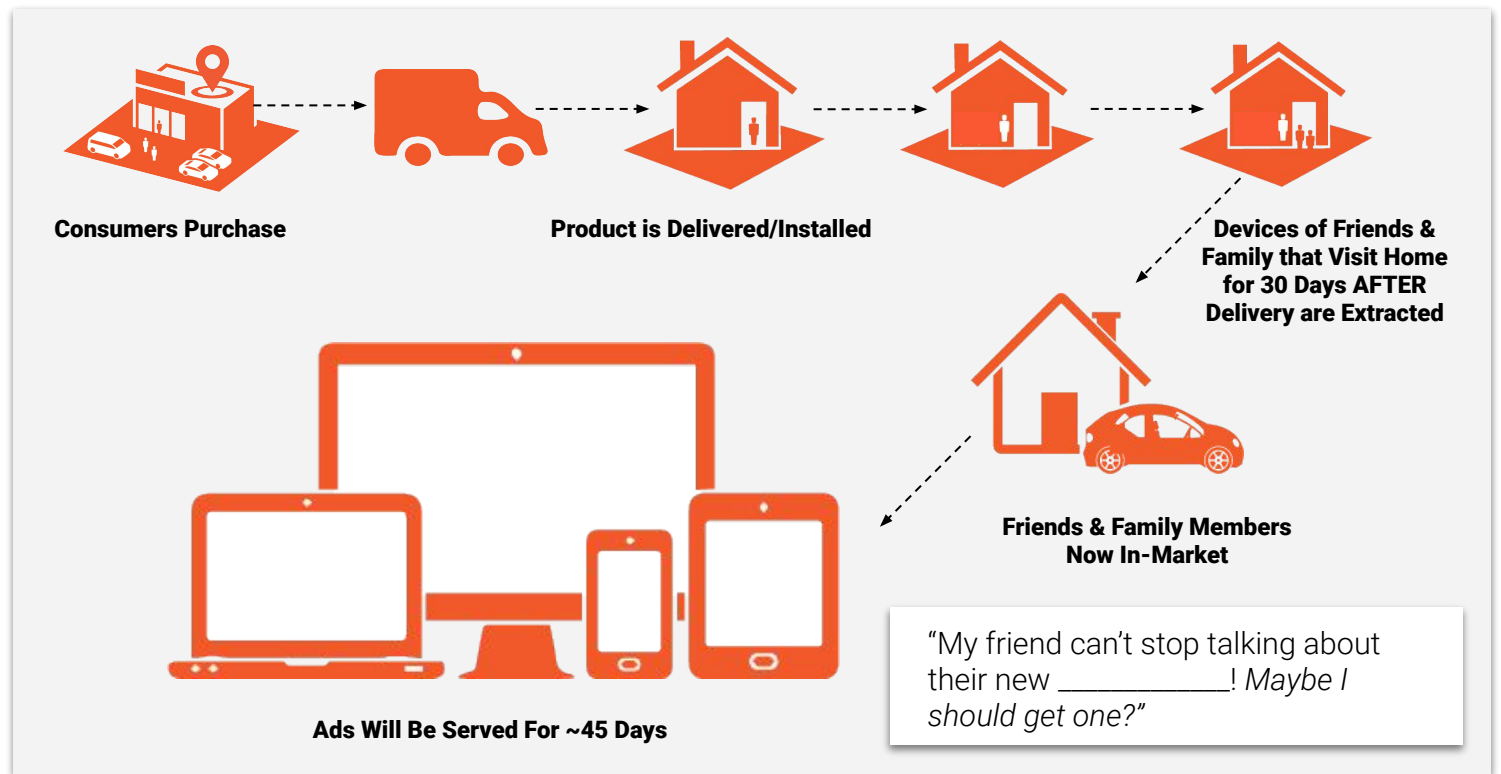 Consumers Purchase
Product is Delivered/Installed
Devices of Friends &
Family that Visit Home
for 30 Days AFTER
Delivery are Extracted
Friends & Family Members
Now In-Market
“My friend can’t stop talking about
their new _____________! Maybe I
should get one?”
Ads Will Be Served For ~45 Days